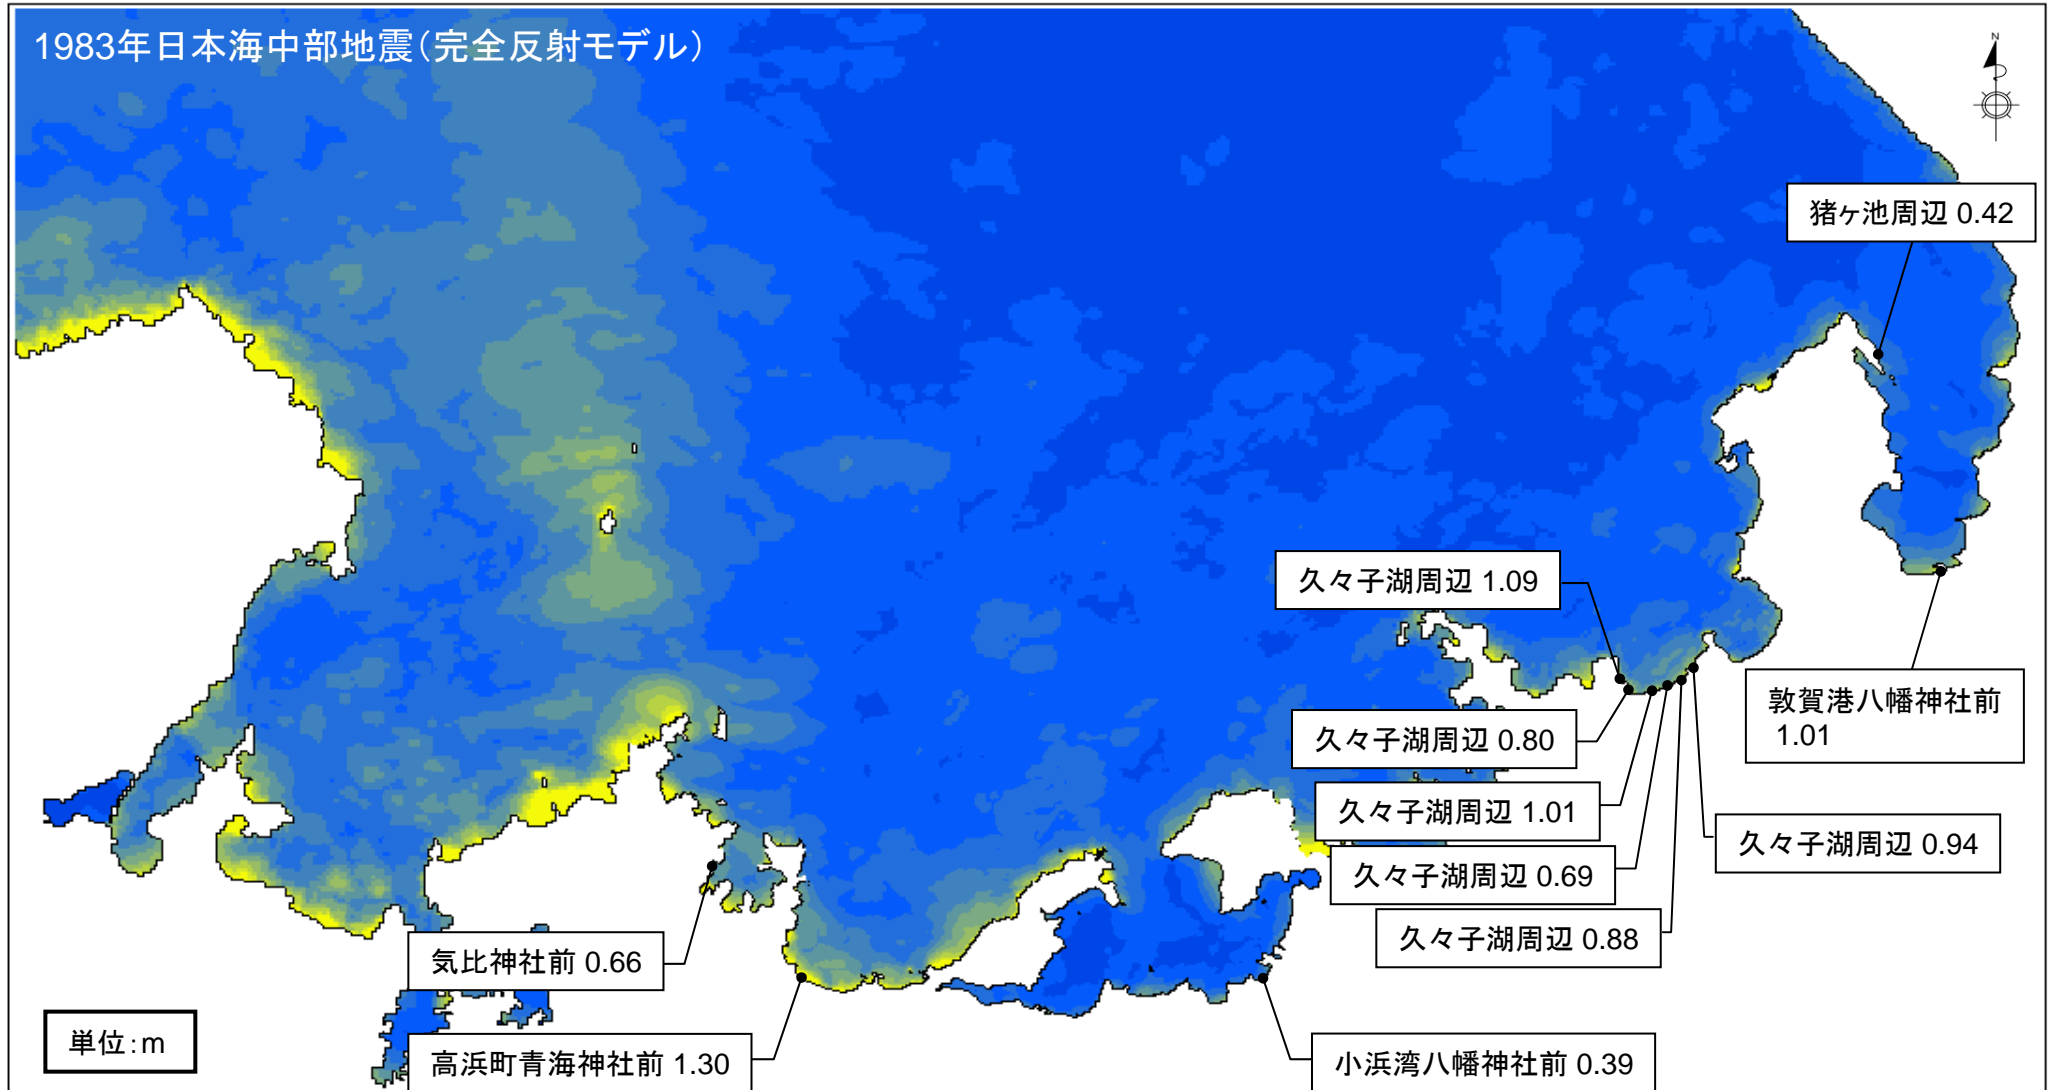 1983年日本海中部地震(完全反射モデル)
N
猪ヶ池周辺 0.42
久々子湖周辺 1.09
敦賀港八幡神社前
1.01
久々子湖周辺 0.80
久々子湖周辺 1.01
久々子湖周辺 0.94
久々子湖周辺 0.69
久々子湖周辺 0.88
気比神社前 0.66
単位:m
高浜町青海神社前 1.30
小浜湾八幡神社前 0.39